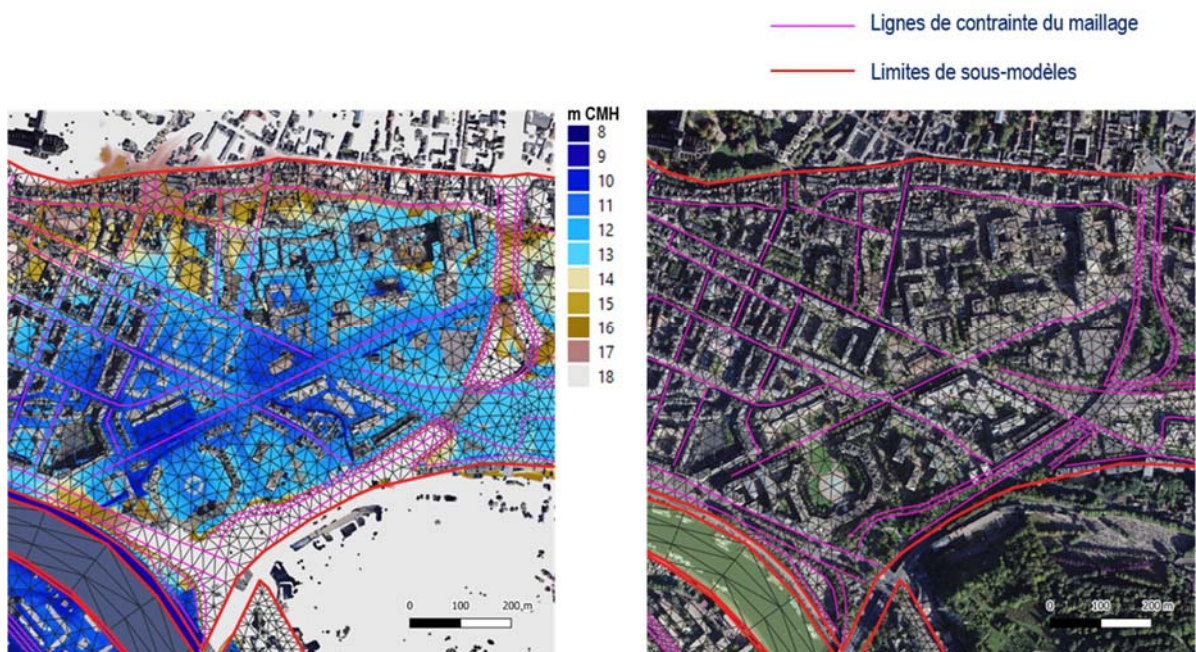 Lignes de contrainte du maillage
Limites de sous-modèles
m CMH
8
9
10
11
12
13
14
15
16
17
18
0 100 200 m
0 100 200 m